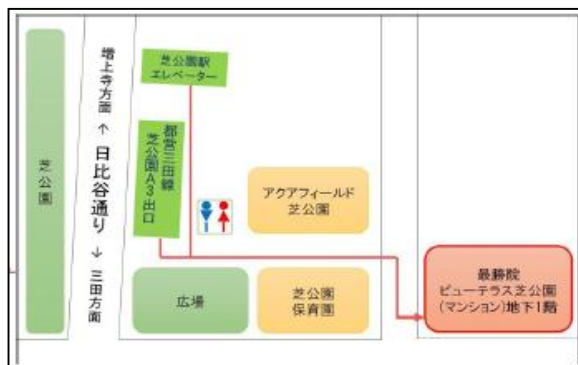 芝公園
増上寺方面 ← 日比谷通り → 三田方面
芝公園駅
エレベーター
都営三田線
芝公園A3出口
アクアフィールド
芝公園
広場
芝公園
保育園
最勝院
ビューテラス芝公園
(マンション)地下1階